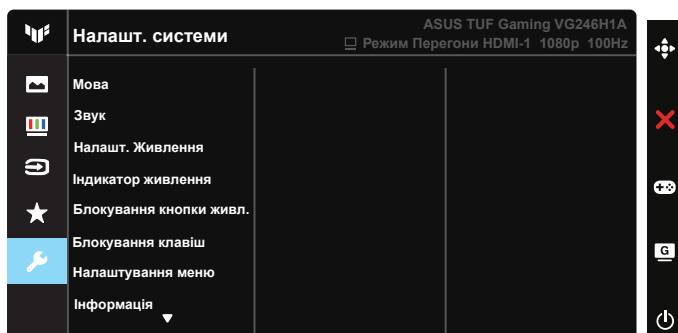 ASUS TUF Gaming VG246H1A
Налашт. системи
Режим Перегони HDMI-1 1080p 100Hz
Мова
Звук
Налашт. Живлення
Індикатор живлення
Блокування кнопки живл.
Блокування клавіш
Налаштування меню
Інформація
G